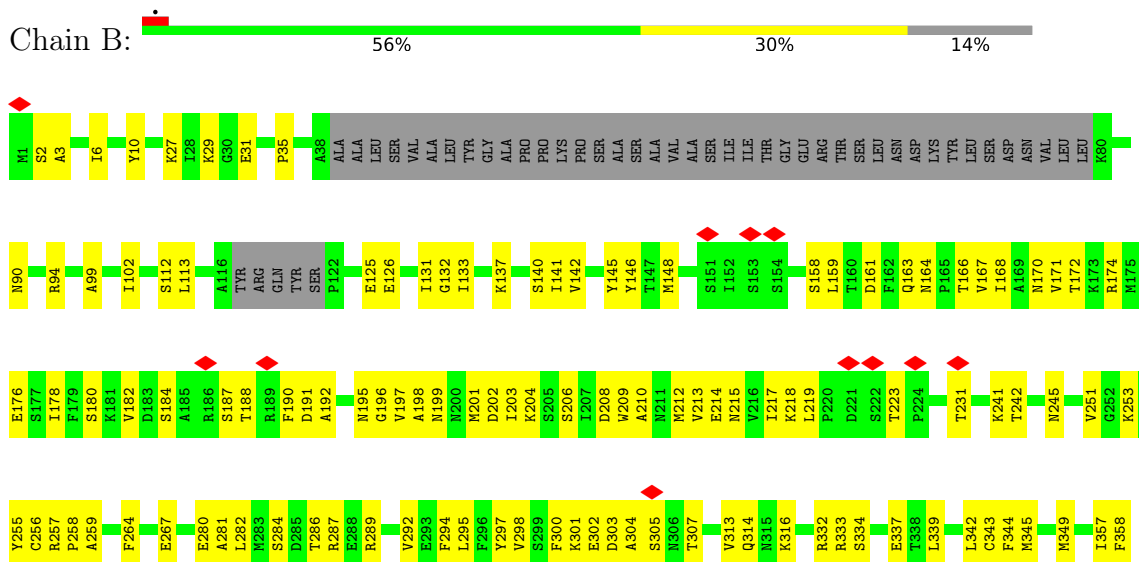 Chain B:
•
56% 30% 14%
M1 S2 A3 I6 Y10 K27 I28 K29 G30 E31 P35 A38 ALA ALA LEU SER VAL ALA LEU TYR GLY ALA PRO PRO LYS PRO SER ALA SER ALA VAL ALA SER ILE ILE THR GLY GLU ARG THR SER LEU ASN ASP LYS TYR LEU SER ASP ASN VAL LEU LEU K80
N90 R94 A99 I102 S112 L113 A116 TYR ARG GLN TYR SER P122 E125 E126 I131 G132 I133 K137 S140 I141 V142 Y145 Y146 T147 M148 S151 I152 S153 S154 S158 L159 T160 D161 F162 Q163 N164 P165 T166 V167 I168 A169 N170 V171 T172 K173 R174 M175
E176 S177 I178 F179 S180 K181 V182 D183 S184 A185 R186 S187 T188 R189 F190 D191 A192 N195 G196 V197 A198 N199 N200 M201 D202 I203 K204 S205 S206 I207 D208 W209 A210 N211 M212 V213 E214 N215 V216 I217 K218 L219 P220 D221 S222 T223 P224 T231 K241 T242 N245 V251 G252 K253
Y255 C256 R257 P258 A259 F264 E267 E280 A281 L282 M283 S284 D285 T286 R287 E288 R289 V292 E293 F294 L295 F296 Y297 V298 S299 F300 K301 E302 D303 A304 S305 N306 T307 V313 Q314 N315 K316 R332 R333 S334 E337 T338 L339 L342 C343 F344 M345 M349 I357 F358